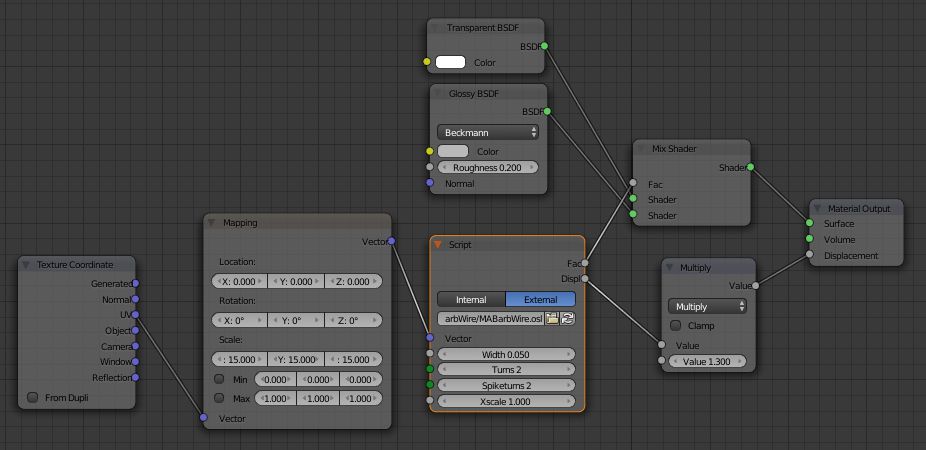 Transparent BSDF
BSDF
Color
Glossy BSDF
BSDF
Beckmann
Color
Roughness 0.200
Normal
Mix Shader
Shader
Fac
Shader
Shader
Material Output
Surface
Volume
Displacement
Mapping
Vector
Location:
X: 0.000 Y: 0.000 Z: 0.000
Rotation:
X: 0° Y: 0° Z: 0°
Scale:
: 15.000 Y: 15.000 : 15.000
Min 0.000 0.000 0.000
Max 1.000 1.000 1.000
Vector
Script
Fac
Displ
Internal External
arbWire/MABarbWire.osl
Vector
Width 0.050
Turns 2
Spiketurns 2
Xscale 1.000
Texture Coordinate
Generated
Normal
UV
Object
Camera
Window
Reflection
From Dupli
Multiply
Value
Multiply
Clamp
Value
Value 1.300